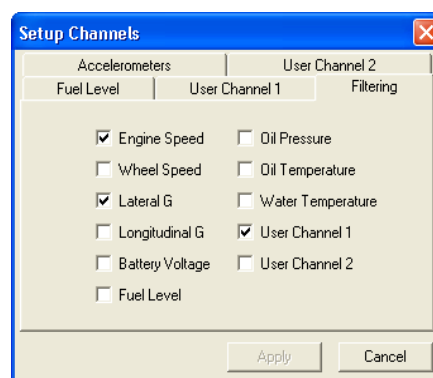 Setup Channels
Accelerometers User Channel 2
Fuel Level User Channel 1 Filtering
Engine Speed Oil Pressure
Wheel Speed Oil Temperature
Lateral G Water Temperature
Longitudinal G User Channel 1
Battery Voltage User Channel 2
Fuel Level
Apply Cancel